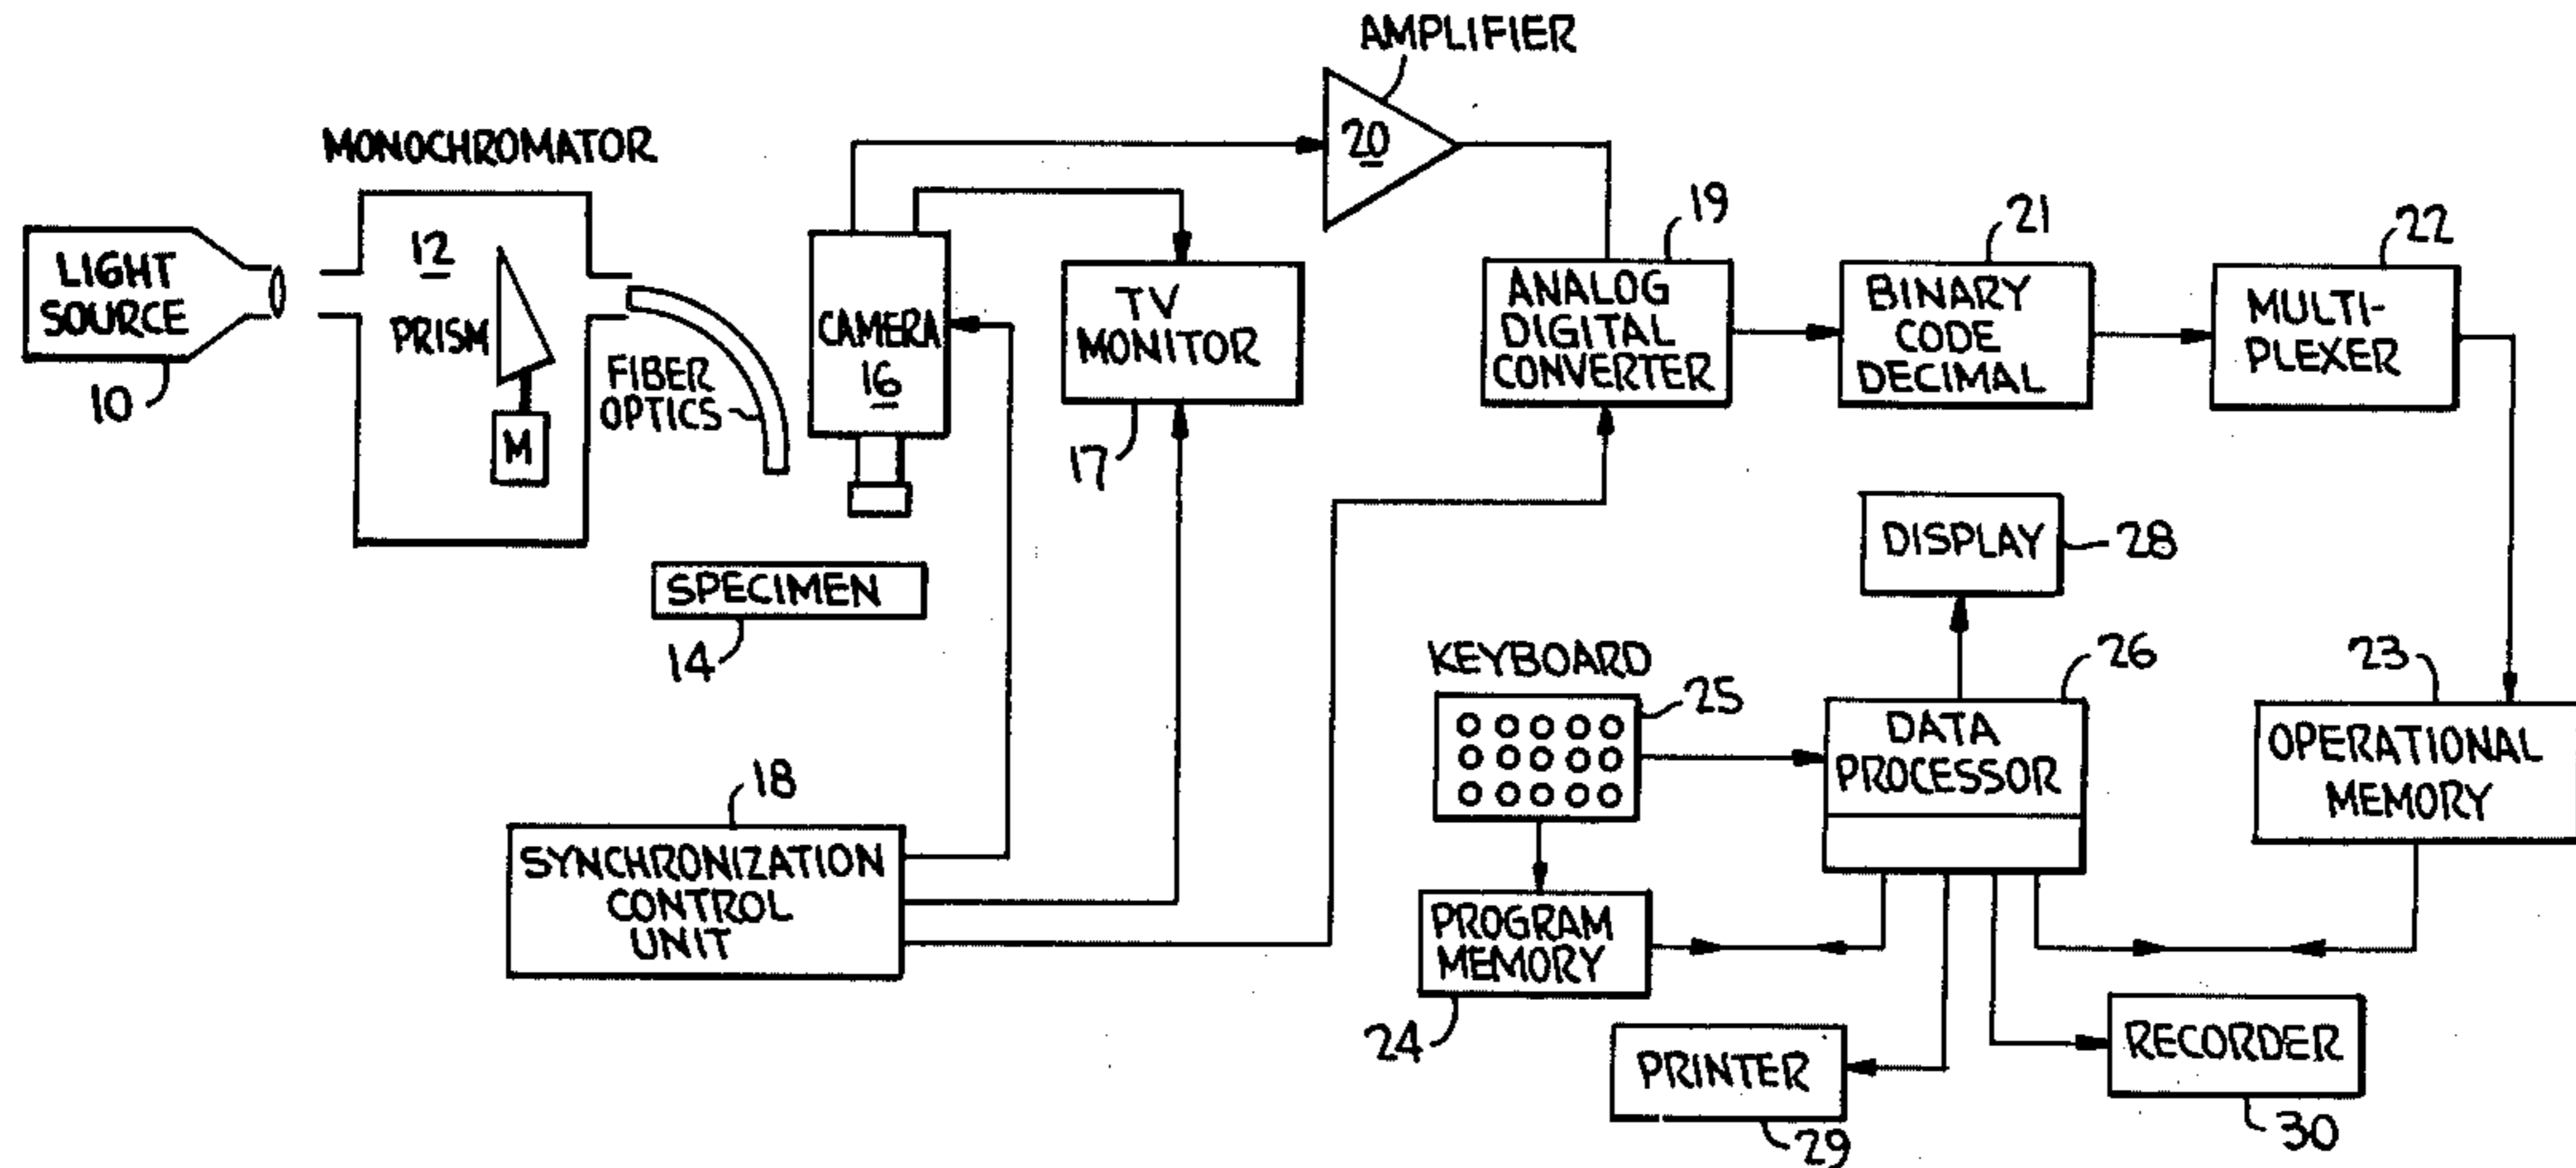 AMPLIFIER
20
MONOCHROMATOR
LIGHT
SOURCE
10
12
PRISM
M
FIBER
OPTICS
CAMERA
16
TV
MONITOR
17
ANALOG
DIGITAL
CONVERTER
19
BINARY
CODE
DECIMAL
21
MULTI-
PLEXER
22
SPECIMEN
14
DISPLAY
28
KEYBOARD
25
DATA
PROCESSOR
26
23
OPERATIONAL
MEMORY
18
SYNCHRONIZATION
CONTROL
UNIT
PROGRAM
MEMORY
24
PRINTER
29
RECORDER
30